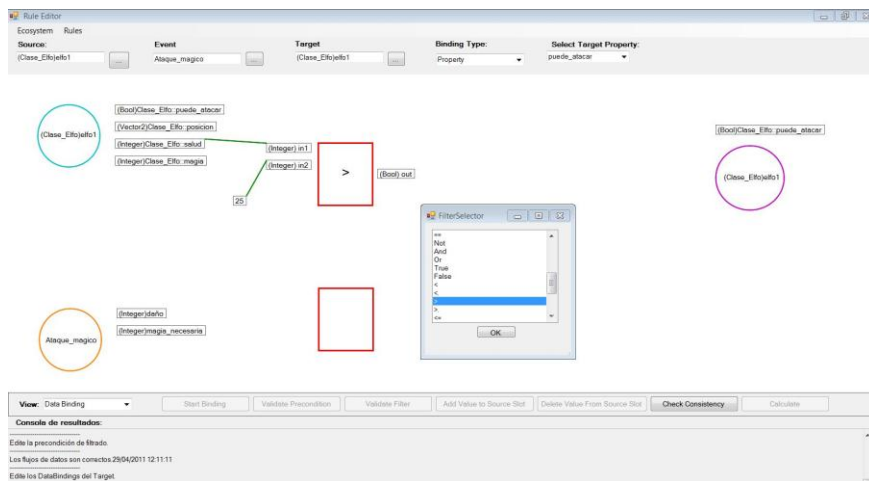 Rule Editor
Ecosystem Rules
Source: Event Target Binding Type: Select Target Property:
(Clase_Elfo)elfo1 ... Ataque_magico ... (Clase_Elfo)elfo1 ... Property puede_atacar
(Bool)Clase_Elfo::puede_atacar
(Vector2)Clase_Elfo::posicion
(Clase_Elfo)elfo1
(Integer)Clase_Elfo::salud
(Integer)Clase_Elfo::magia
(Integer) in1
(Integer) in2
25
>
(Bool) out
(Bool)Clase_Elfo::puede_atacar
(Clase_Elfo)elfo1
FilterSelector
==
Not
And
Or
True
False
<
<
>
>
<=
OK
(Integer)daño
(Integer)magia_necesaria
Ataque_magico
View: Data Binding Start Binding Validate Precondition Validate Filter Add Value to Source Slot Delete Value From Source Slot Check Consistency Calculate
Consola de resultados:
-------------------------------
Edite la precondición de filtrado.
-------------------------------
Los flujos de datos son correctos.29/04/2011 12:11:11
-------------------------------
Edite los DataBindings del Target.